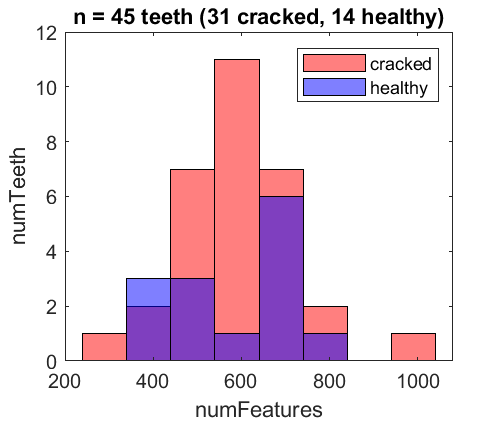 n = 45 teeth (31 cracked, 14 healthy)
12
10
8
6
4
2
0
numTeeth
cracked
healthy
200 400 600 800 1000
numFeatures